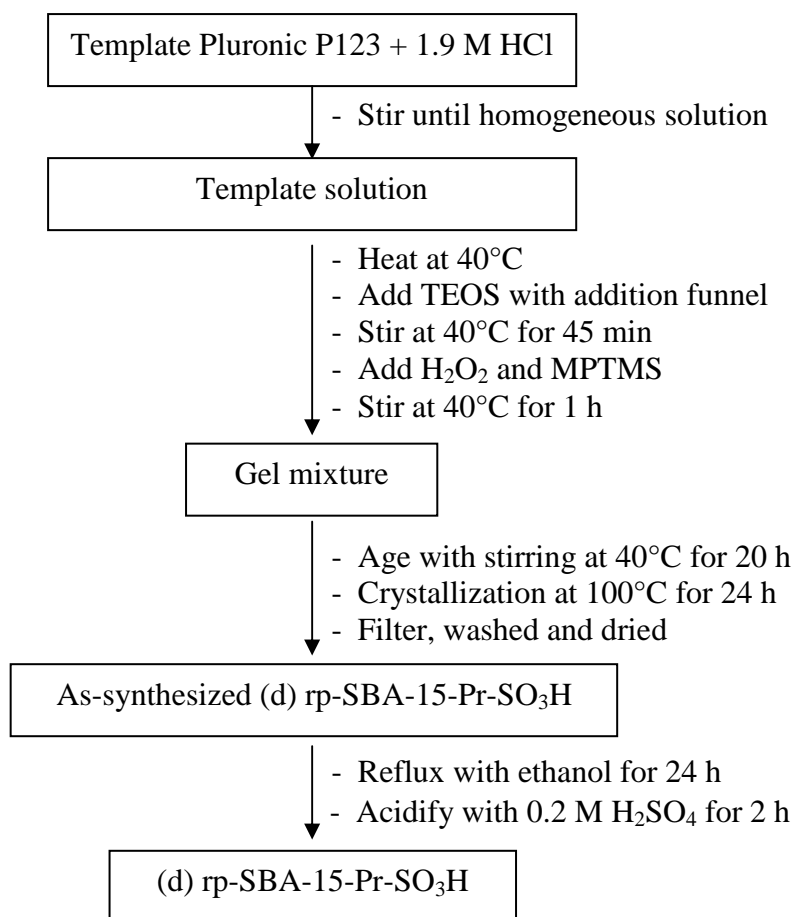 Template Pluronic P123 + 1.9 M HCl
- Stir until homogeneous solution
Template solution
- Heat at 40°C
- Add TEOS with addition funnel
- Stir at 40°C for 45 min
- Add H₂O₂ and MPTMS
- Stir at 40°C for 1 h
Gel mixture
- Age with stirring at 40°C for 20 h
- Crystallization at 100°C for 24 h
- Filter, washed and dried
As-synthesized (d) rp-SBA-15-Pr-SO₃H
- Reflux with ethanol for 24 h
- Acidify with 0.2 M H₂SO₄ for 2 h
(d) rp-SBA-15-Pr-SO₃H